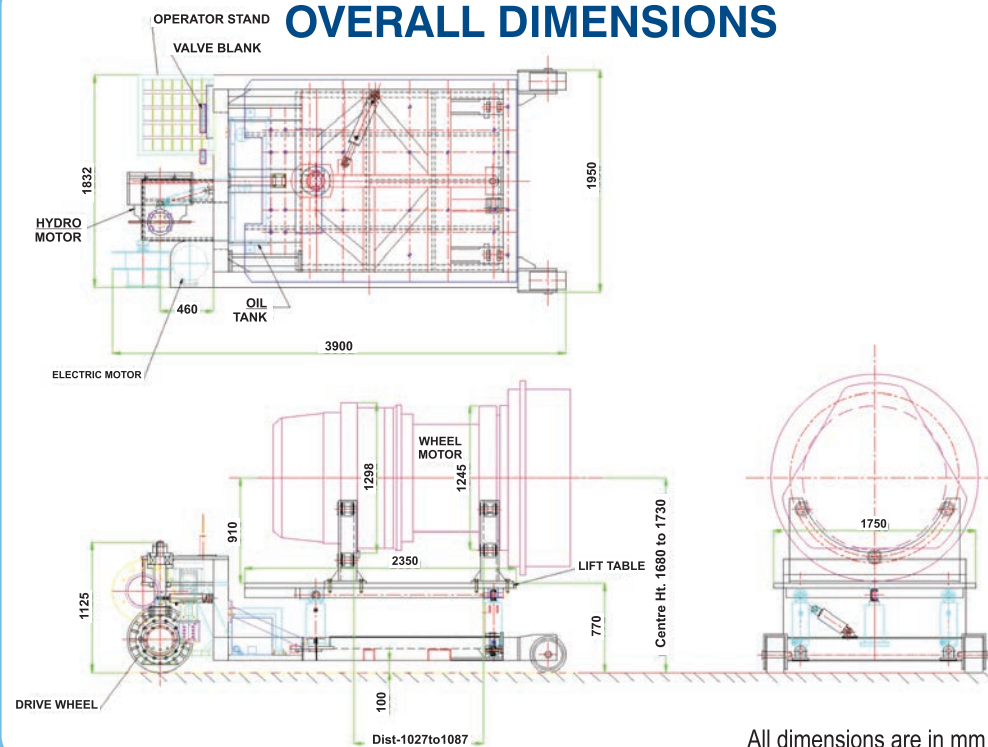 OVERALL DIMENSIONS
OPERATOR STAND
VALVE BLANK
1832
1950
HYDRO
MOTOR
460
OIL
TANK
3900
ELECTRIC MOTOR
WHEEL
MOTOR
1298
1245
910
2350
LIFT TABLE
1125
770
Centre Ht. 1680 to 1730
1750
100
DRIVE WHEEL
Dist-1027to1087
All dimensions are in mm